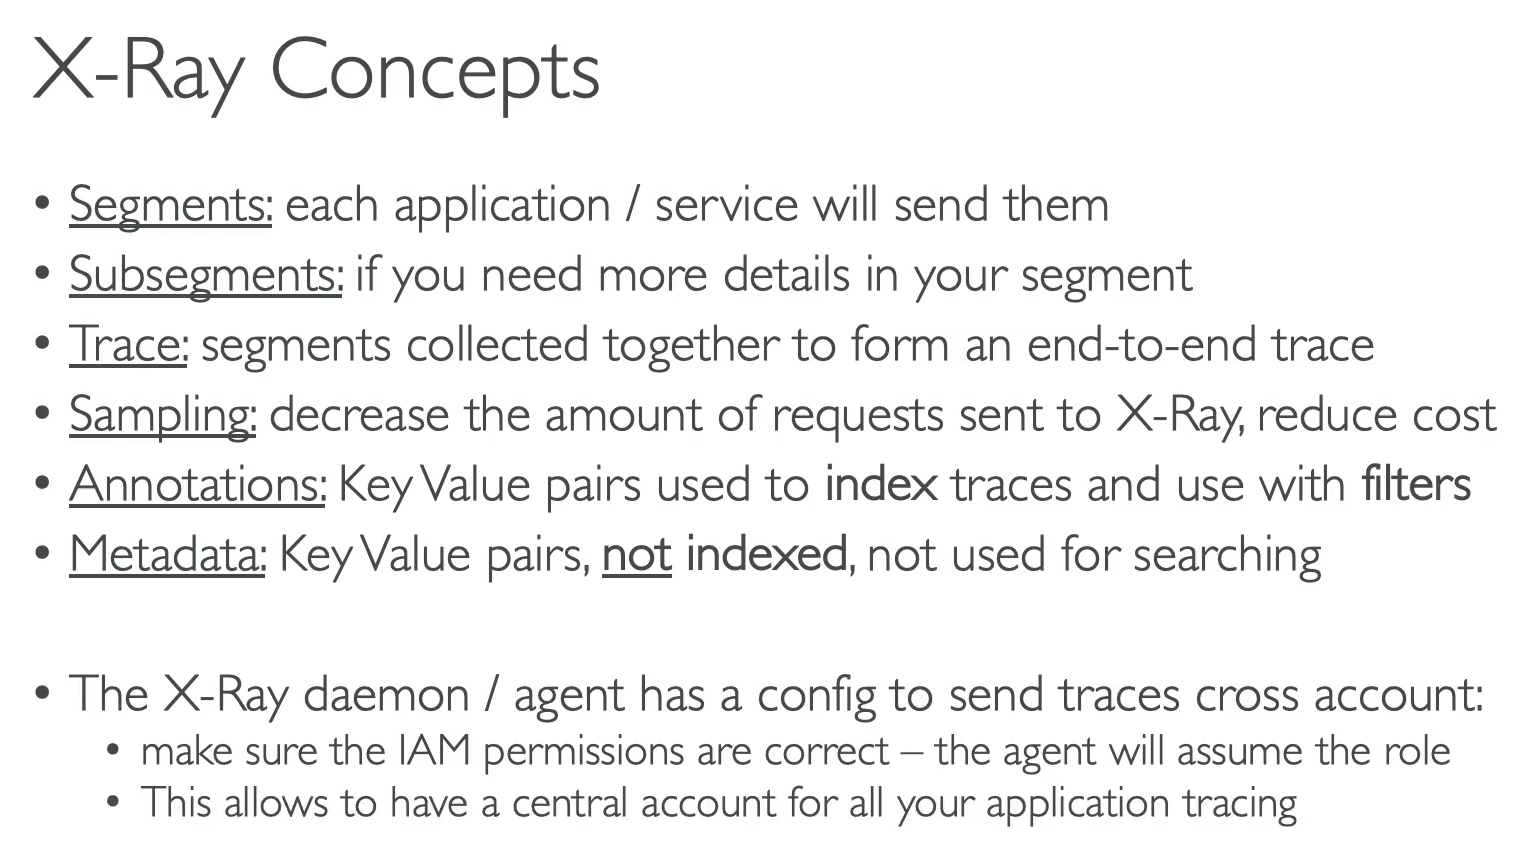 X-Ray Concepts
• Segments: each application / service will send them
• Subsegments: if you need more details in your segment
• Trace: segments collected together to form an end-to-end trace
• Sampling: decrease the amount of requests sent to X-Ray, reduce cost
• Annotations: Key Value pairs used to index traces and use with filters
• Metadata: Key Value pairs, not indexed, not used for searching
• The X-Ray daemon / agent has a config to send traces cross account:
• make sure the IAM permissions are correct – the agent will assume the role
• This allows to have a central account for all your application tracing